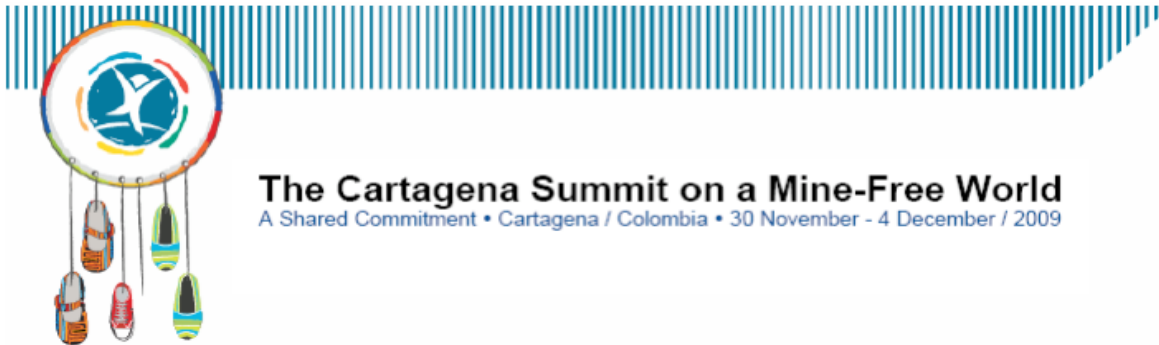 The Cartagena Summit on a Mine-Free World
A Shared Commitment • Cartagena / Colombia • 30 November - 4 December / 2009